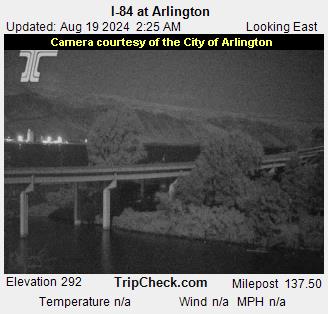 I-84 at Arlington
Updated: Aug 19 2024 2:25 AM Looking East
Camera courtesy of the City of Arlington
Elevation 292 TripCheck.com Milepost 137.50
Temperature n/a Wind n/a MPH n/a